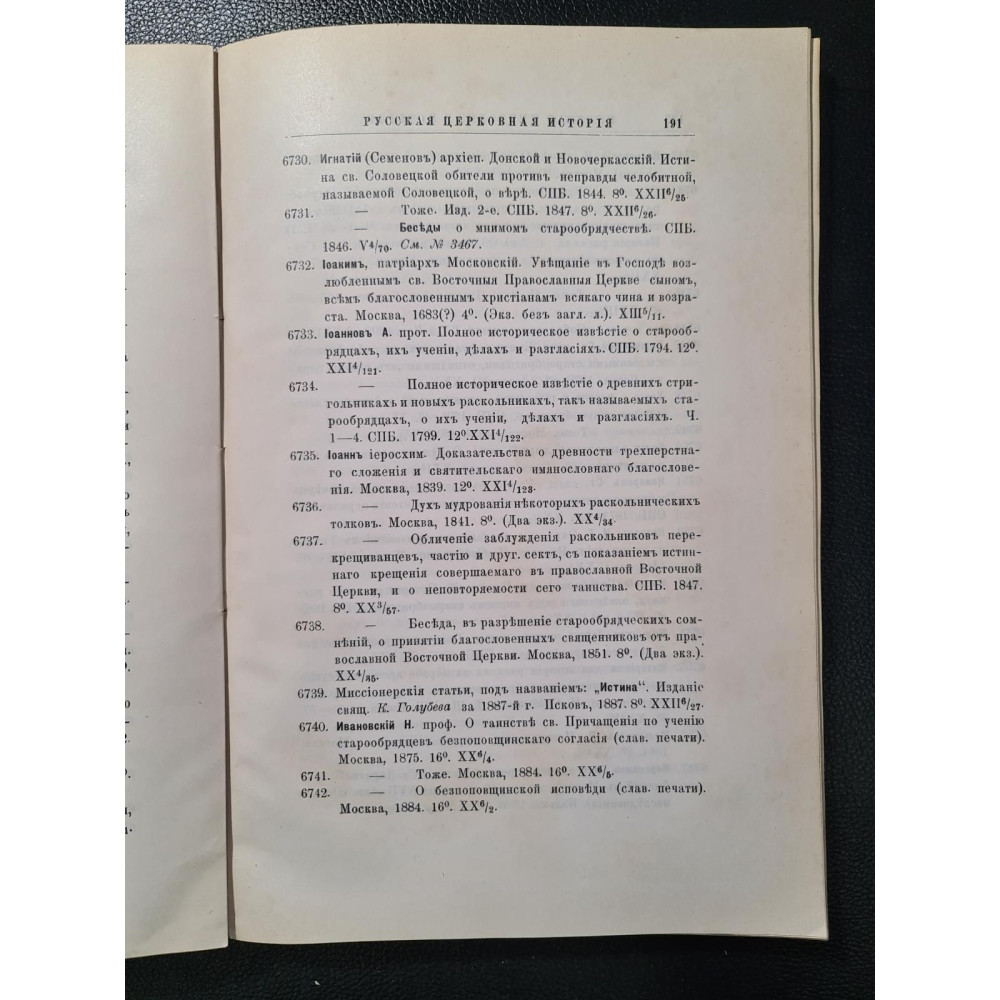 РУССКАЯ ЦЕРКОВНАЯ ИСТОРІЯ 191
6730. Игнатій (Семеновъ) архіеп. Донской и Новочеркасскій. Исти-
на св. Соловецкой обители противъ неправды челобитной,
называемой Соловецкой, о вѣрѣ. СПБ. 1844. 8⁰. XXII⁶/₂₅.
6731. — Тоже. Изд. 2-е. СПБ. 1847. 8⁰. XXII⁶/₂₆.
— Бесѣды о мнимомъ старообрядчествѣ. СПБ.
1846. V⁴/₇₀. См. № 3467.
6732. Іоакимъ, патріархъ Московскій. Увѣщаніе въ Господѣ воз-
любленнымъ св. Восточныя Православныя Церкве сыномъ,
всѣмъ благословеннымъ христіанамъ всякаго чина и возра-
ста. Москва, 1683(?) 4⁰. (Экз. безъ загл. л.). XIII⁵/₁₁.
6733. Іоанновъ А. прот. Полное историческое извѣстіе о старооб-
рядцахъ, ихъ ученіи, дѣлахъ и разгласіяхъ. СПБ. 1794. 12⁰.
XXI⁴/₁₂₁.
6734. — Полное историческое извѣстіе о древнихъ стри-
гольникахъ и новыхъ раскольникахъ, такъ называемыхъ ста-
рообрядцахъ, о ихъ ученіи, дѣлахъ и разгласіяхъ. Ч.
1—4. СПБ. 1799. 12⁰. XXI⁴/₁₂₂.
6735. Іоаннъ іеросхим. Доказательства о древности трехперстна-
го сложенія и святительскаго имянословнаго благослове-
нія. Москва, 1839. 12⁰. XXI⁴/₁₂₃.
6736. — Духъ мудрованія нѣкоторыхъ раскольническихъ
толковъ. Москва, 1841. 8⁰. (Два экз.). XX⁴/₃₄.
6737. — Обличеніе заблужденія раскольниковъ пере-
крещиванцевъ, частію и друг. сектъ, съ показаніемъ истин-
наго крещенія совершаемаго въ православной Восточной
Церкви, и о неповторяемости сего таинства. СПБ. 1847.
8⁰. XX³/₅₇.
6738. — Бесѣда, въ разрѣшеніе старообрядческихъ сом-
нѣній, о принятіи благословенныхъ священниковъ отъ пра-
вославной Восточной Церкви. Москва, 1851. 8⁰. (Два экз.).
XX⁴/₃₅.
6739. Миссіонерскія статьи, подъ названіемъ: „Истина“. Изданіе
свящ. К. Голубева за 1887-й г. Псковъ, 1887. 8⁰. XXII⁶/₂₇.
6740. Ивановскій Н. проф. О таинствѣ св. Причащенія по ученію
старообрядцевъ безпоповщинскаго согласія (слав. печати).
Москва, 1875. 16⁰. XX⁶/₄.
6741. — Тоже. Москва, 1884. 16⁰. XX⁶/₅.
6742. — О безпоповщинской исповѣди (слав. печати).
Москва, 1884. 16⁰. XX⁶/₂.